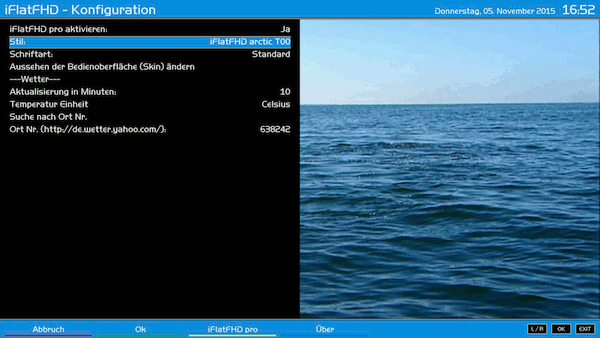 iFlatFHD - Konfiguration
Donnerstag, 05. November 2015 16:52
iFlatFHD pro aktivieren: Ja
Stil: iFlatFHD arctic T00
Schriftart: Standard
Aussehen der Bedienoberfläche (Skin) ändern
---Wetter---
Aktualisierung in Minuten: 10
Temperatur Einheit Celsius
Suche nach Ort Nr.
Ort Nr. (http://de.wetter.yahoo.com/): 638242
Abbruch Ok iFlatFHD pro Über
L/R OK EXIT